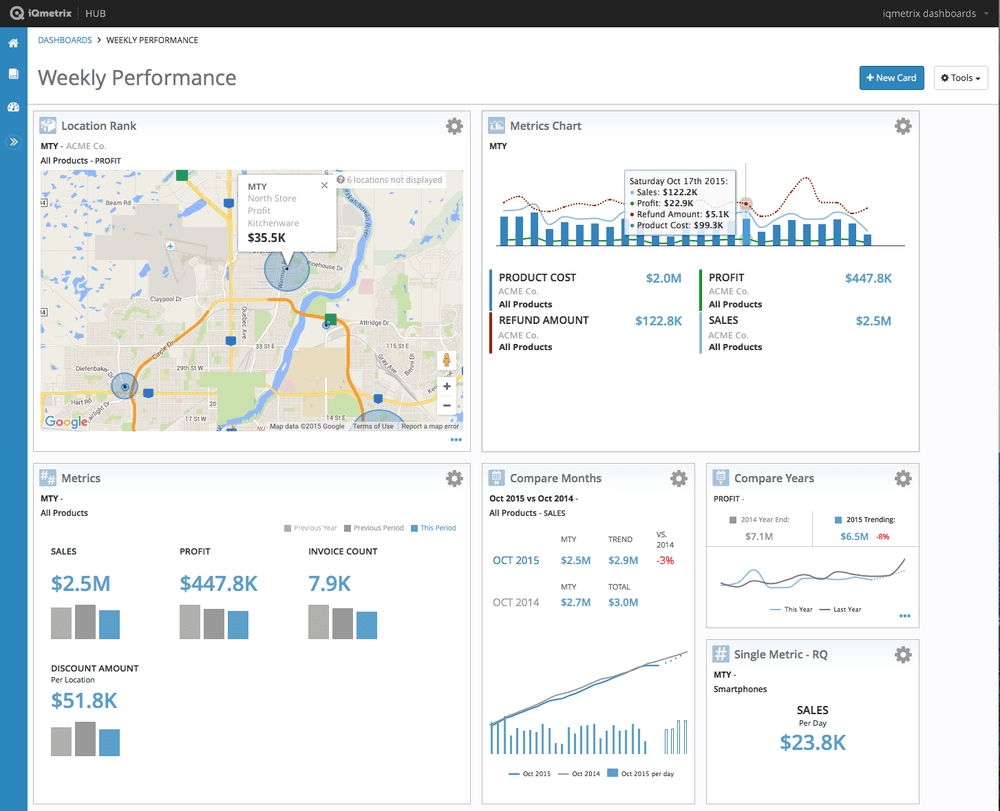 iQmetrix HUB iqmetrix dashboards
DASHBOARDS > WEEKLY PERFORMANCE
Weekly Performance
+ New Card
Tools
Location Rank
MTY - ACME Co.
All Products - PROFIT
6 locations not displayed
MTY
North Store
Profit
Kitchenware
$35.5K
Beam Rd
Claypool Dr
Circle Dr
Quebec Ave
Pinehouse Dr
Attridge Dr
33 St E
115 St E
29th St W
Diefenbaker
Hart Rd
20
17 St W
14 St E
Google
Map data ©2015 Google
Terms of Use
Report a map error
Metrics Chart
MTY
Saturday Oct 17th 2015:
Sales: $122.2K
Profit: $22.9K
Refund Amount: $5.1K
Product Cost: $99.3K
PRODUCT COST $2.0M
ACME Co.
All Products
PROFIT $447.8K
ACME Co.
All Products
REFUND AMOUNT $122.8K
ACME Co.
All Products
SALES $2.5M
ACME Co.
All Products
Metrics
MTY -
All Products
Previous Year Previous Period This Period
SALES
$2.5M
PROFIT
$447.8K
INVOICE COUNT
7.9K
DISCOUNT AMOUNT
Per Location
$51.8K
Compare Months
Oct 2015 vs Oct 2014 -
All Products - SALES
MTY TREND VS. 2014
OCT 2015 $2.5M $2.9M -3%
MTY TOTAL
OCT 2014 $2.7M $3.0M
Oct 2015 Oct 2014 Oct 2015 per day
Compare Years
PROFIT -
2014 Year End:
$7.1M
2015 Trending:
$6.5M -8%
This Year Last Year
Single Metric - RQ
MTY -
Smartphones
SALES
Per Day
$23.8K